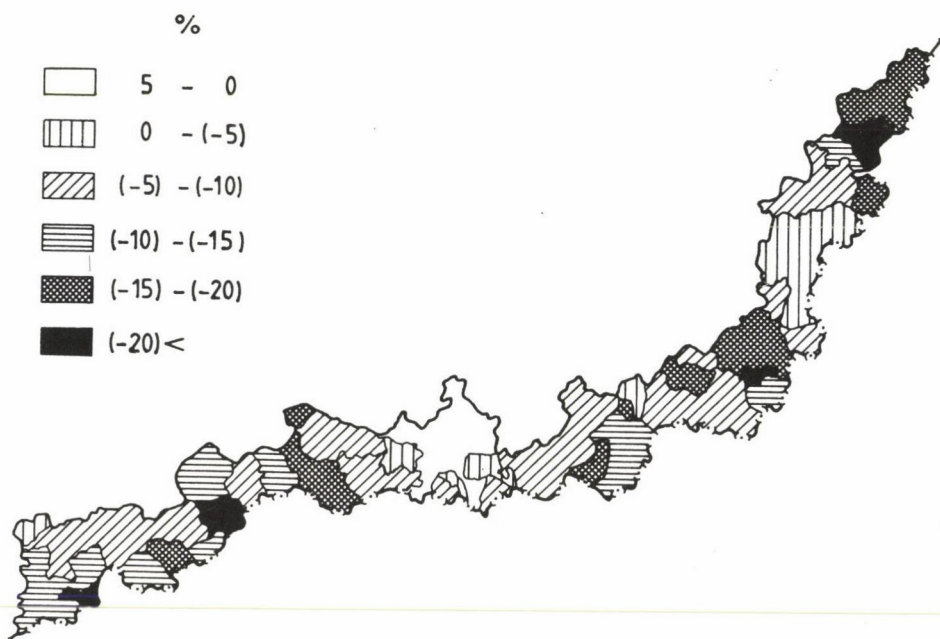 %
5 - 0
0 - (-5)
(-5) - (-10)
(-10) - (-15)
(-15) - (-20)
(-20) <